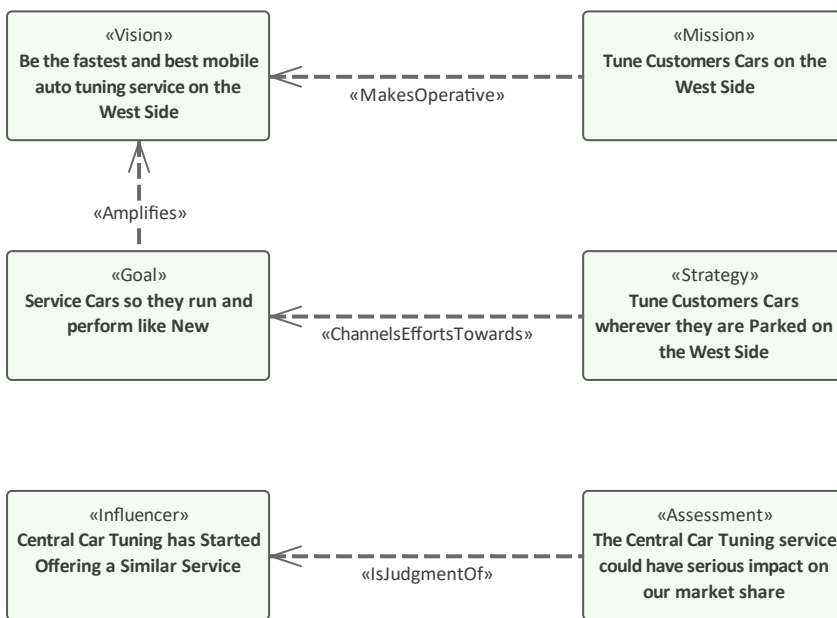 «Vision»
Be the fastest and best mobile
auto tuning service on the
West Side
«Mission»
Tune Customers Cars on the
West Side
«MakesOperative»
«Amplifies»
«Goal»
Service Cars so they run and
perform like New
«Strategy»
Tune Customers Cars
wherever they are Parked on
the West Side
«ChannelsEffortsTowards»
«Influencer»
Central Car Tuning has Started
Offering a Similar Service
«Assessment»
The Central Car Tuning service
could have serious impact on
our market share
«IsJudgmentOf»